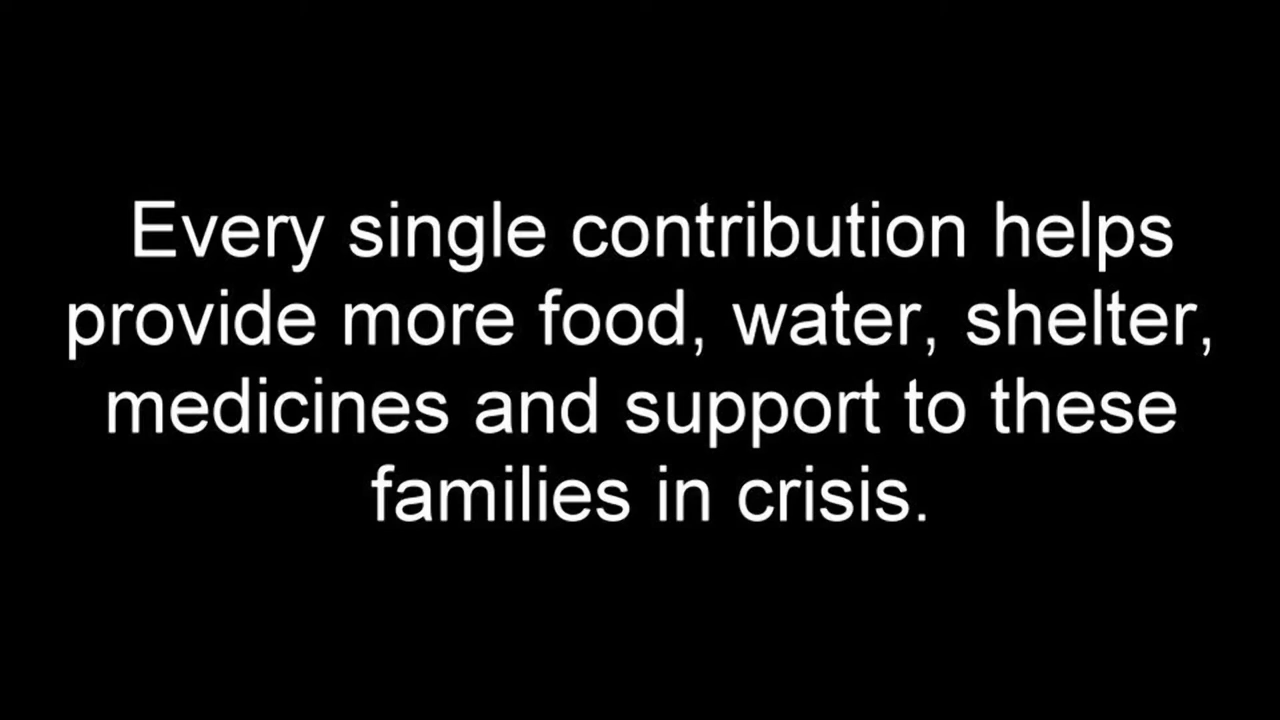 Every single contribution helps
provide more food, water, shelter,
medicines and support to these
families in crisis.